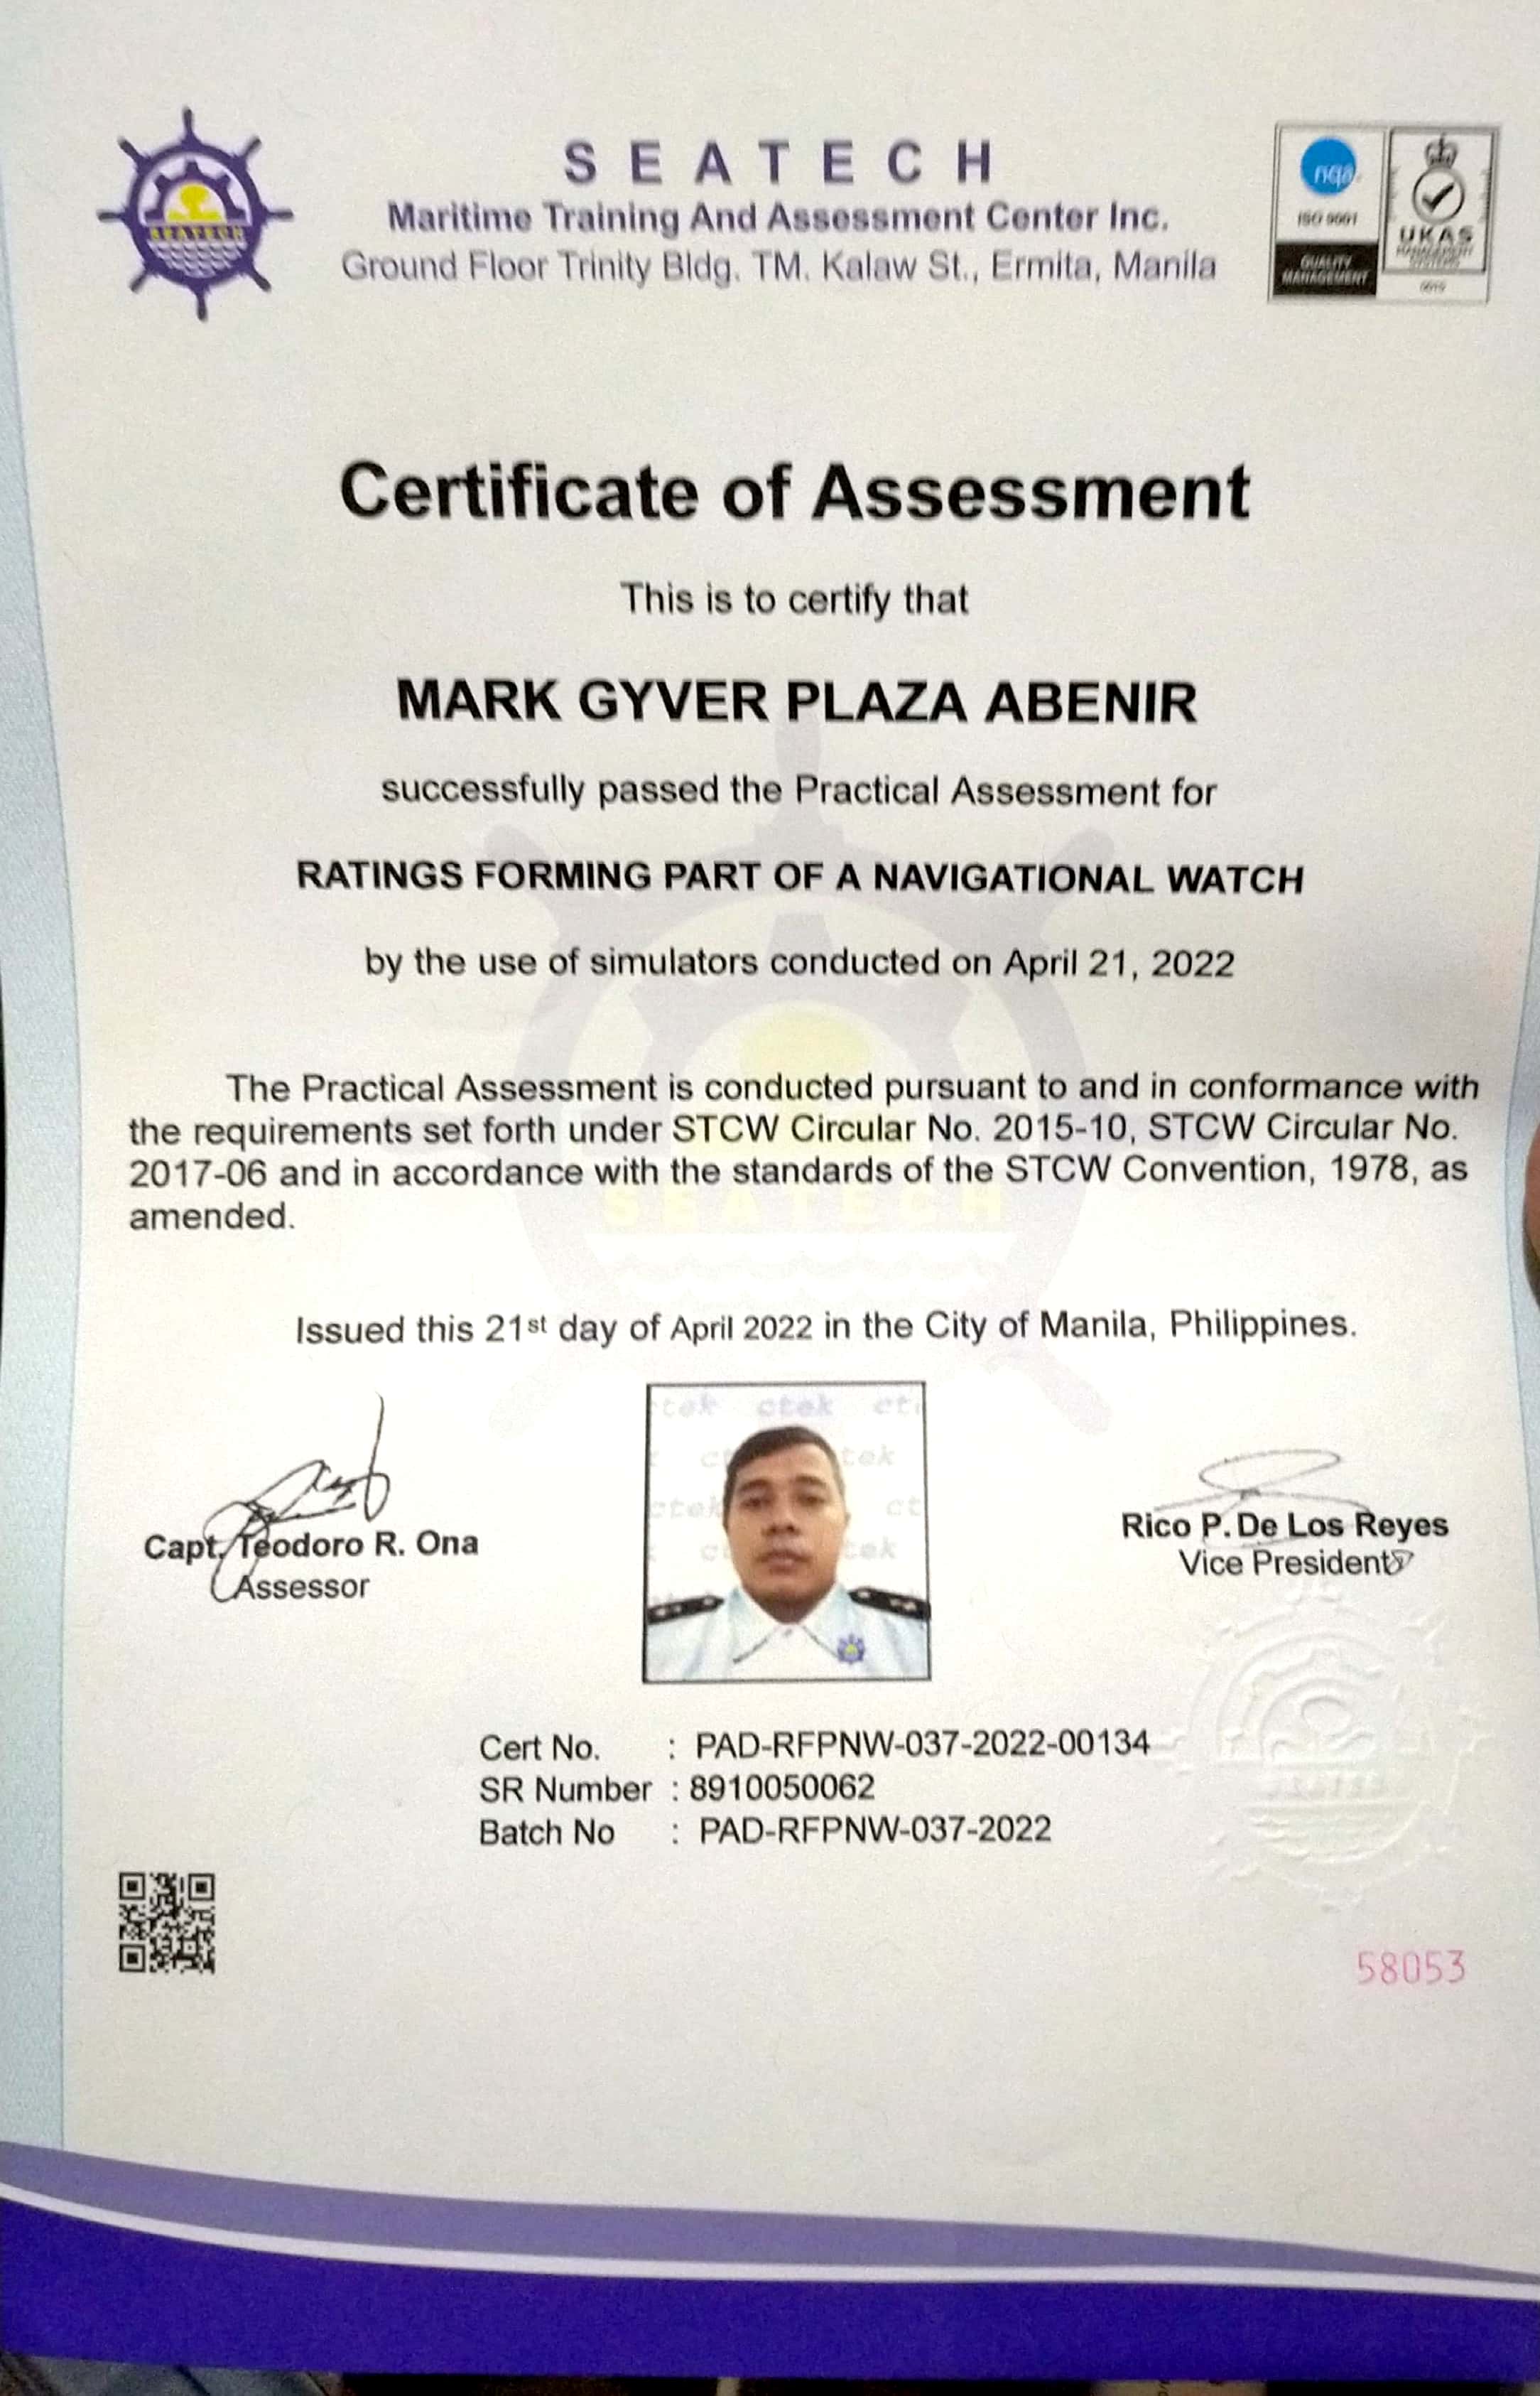 SEATECH
Maritime Training And Assessment Center Inc.
Ground Floor Trinity Bldg. TM. Kalaw St., Ermita, Manila
SEATECH
nqa
ISO 9001
QUALITY
MANAGEMENT
UKAS
MANAGEMENT
SYSTEMS
Certificate of Assessment
This is to certify that
MARK GYVER PLAZA ABENIR
successfully passed the Practical Assessment for
RATINGS FORMING PART OF A NAVIGATIONAL WATCH
by the use of simulators conducted on April 21, 2022
The Practical Assessment is conducted pursuant to and in conformance with
the requirements set forth under STCW Circular No. 2015-10, STCW Circular No.
2017-06 and in accordance with the standards of the STCW Convention, 1978, as
amended.
SEATECH
Issued this 21st day of April 2022 in the City of Manila, Philippines.
ctek
Capt. Teodoro R. Ona
Assessor
Rico P. De Los Reyes
Vice President
Cert No. : PAD-RFPNW-037-2022-00134
SR Number : 8910050062
Batch No : PAD-RFPNW-037-2022
58053